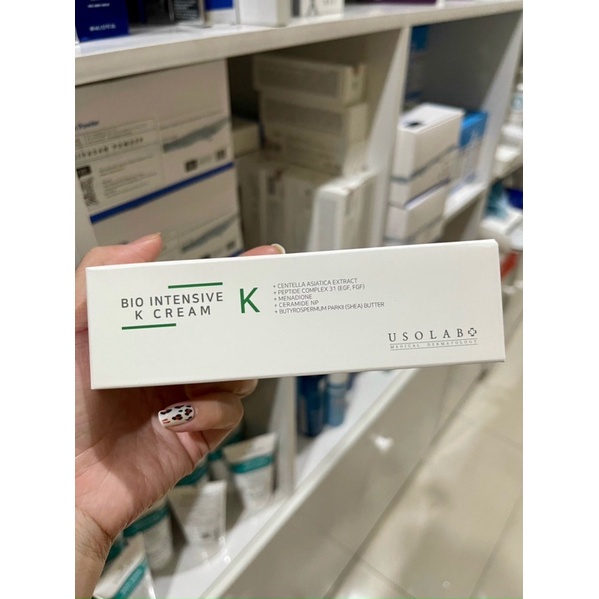 BIO INTENSIVE
K CREAM
K
+ CENTELLA ASIATICA EXTRACT
+ PEPTIDE COMPLEX 31 (EGF, FGF)
+ MENADIONE
+ CERAMIDE NP
+ BUTYROSPERMUM PARKII (SHEA) BUTTER
USOLAB
MEDICAL DERMATOLOGY